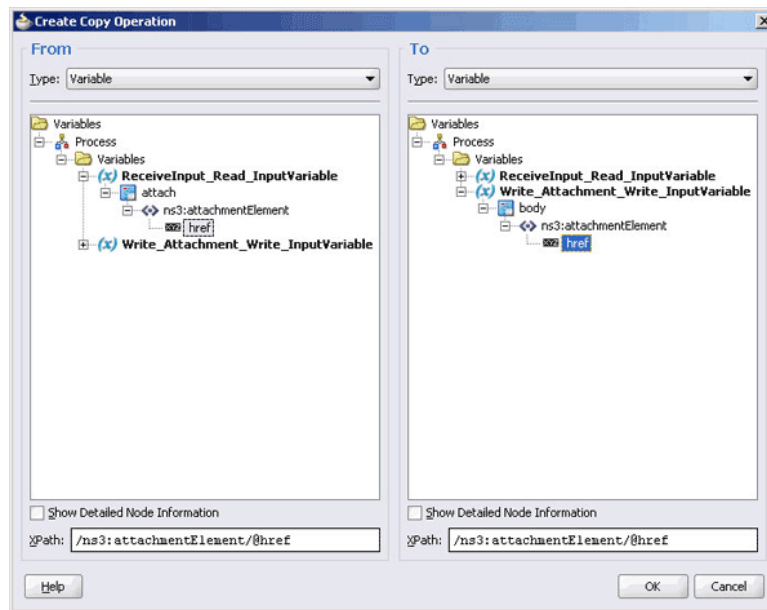 Create Copy Operation
From
Type: Variable
Variables
Process
Variables
(x) ReceiveInput_Read_InputVariable
attach
ns3:attachmentElement
href
(x) Write_Attachment_Write_InputVariable
Show Detailed Node Information
XPath: /ns3:attachmentElement/@href
To
Type: Variable
Variables
Process
Variables
(x) ReceiveInput_Read_InputVariable
(x) Write_Attachment_Write_InputVariable
body
ns3:attachmentElement
href
Show Detailed Node Information
XPath: /ns3:attachmentElement/@href
Help
OK
Cancel